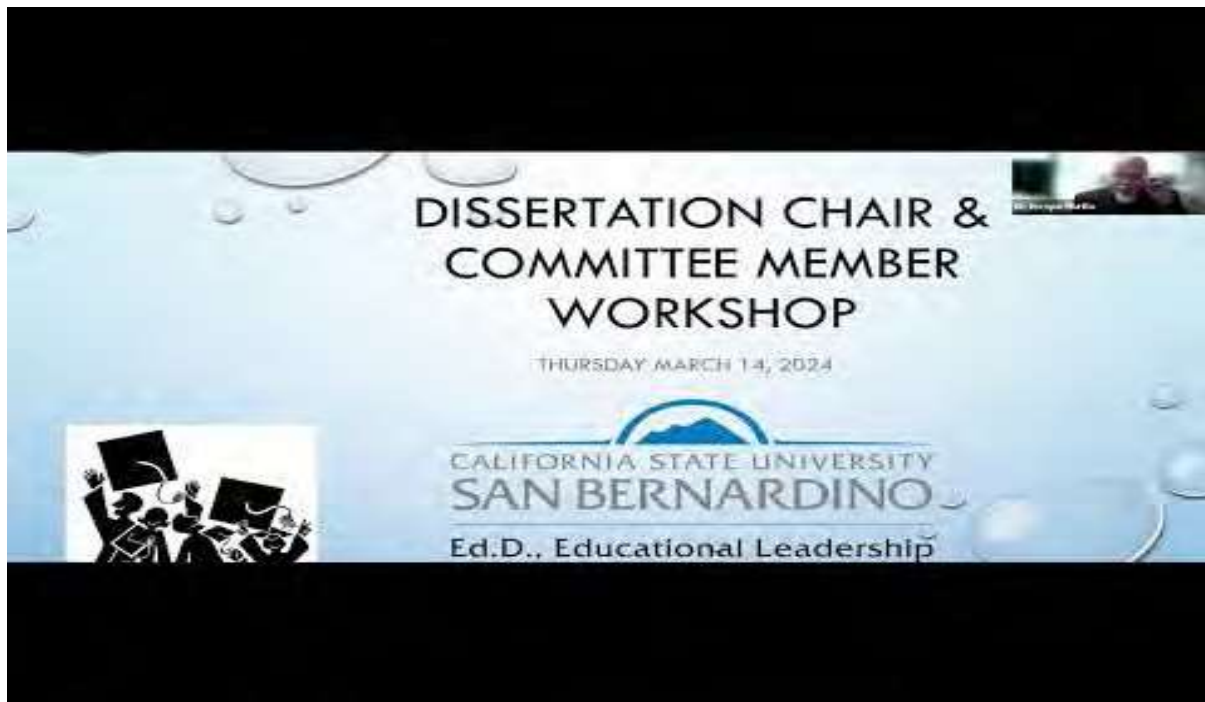 DISSERTATION CHAIR &
COMMITTEE MEMBER
WORKSHOP
THURSDAY MARCH 14, 2024
CALIFORNIA STATE UNIVERSITY
SAN BERNARDINO
Ed.D., Educational Leadership